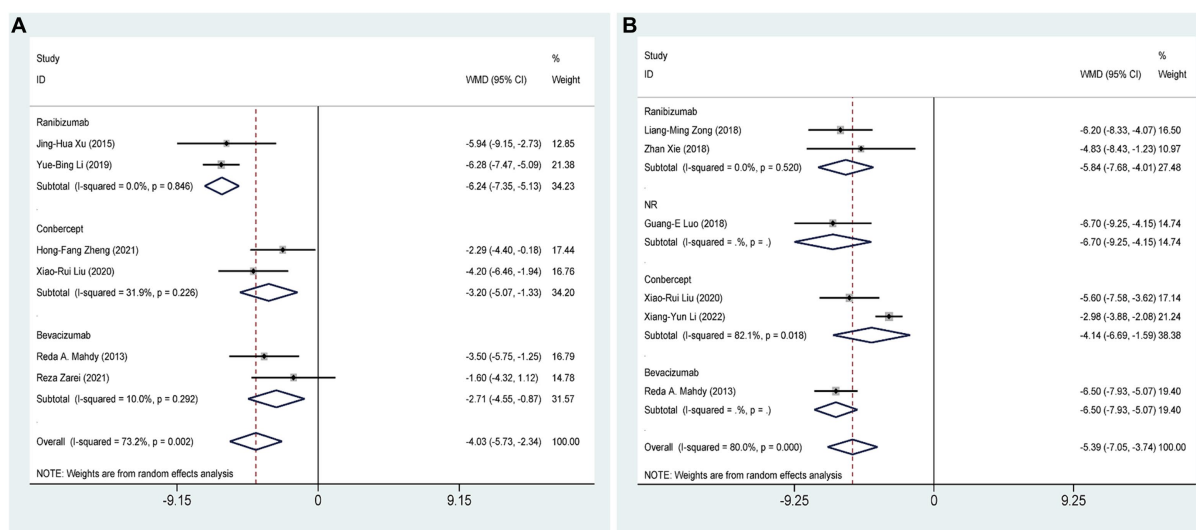 A
Study %
ID WMD (95% CI) Weight
Ranibizumab
Jing-Hua Xu (2015) -5.94 (-9.15, -2.73) 12.85
Yue-Bing Li (2019) -6.28 (-7.47, -5.09) 21.38
Subtotal (I-squared = 0.0%, p = 0.846) -6.24 (-7.35, -5.13) 34.23
.
Conbercept
Hong-Fang Zheng (2021) -2.29 (-4.40, -0.18) 17.44
Xiao-Rui Liu (2020) -4.20 (-6.46, -1.94) 16.76
Subtotal (I-squared = 31.9%, p = 0.226) -3.20 (-5.07, -1.33) 34.20
.
Bevacizumab
Reda A. Mahdy (2013) -3.50 (-5.75, -1.25) 16.79
Reza Zarei (2021) -1.60 (-4.32, 1.12) 14.78
Subtotal (I-squared = 10.0%, p = 0.292) -2.71 (-4.55, -0.87) 31.57
.
Overall (I-squared = 73.2%, p = 0.002) -4.03 (-5.73, -2.34) 100.00
NOTE: Weights are from random effects analysis
-9.15 0 9.15
B
Study %
ID WMD (95% CI) Weight
Ranibizumab
Liang-Ming Zong (2018) -6.20 (-8.33, -4.07) 16.50
Zhan Xie (2018) -4.83 (-8.43, -1.23) 10.97
Subtotal (I-squared = 0.0%, p = 0.520) -5.84 (-7.68, -4.01) 27.48
.
NR
Guang-E Luo (2018) -6.70 (-9.25, -4.15) 14.74
Subtotal (I-squared = .%, p = .) -6.70 (-9.25, -4.15) 14.74
.
Conbercept
Xiao-Rui Liu (2020) -5.60 (-7.58, -3.62) 17.14
Xiang-Yun Li (2022) -2.98 (-3.88, -2.08) 21.24
Subtotal (I-squared = 82.1%, p = 0.018) -4.14 (-6.69, -1.59) 38.38
.
Bevacizumab
Reda A. Mahdy (2013) -6.50 (-7.93, -5.07) 19.40
Subtotal (I-squared = .%, p = .) -6.50 (-7.93, -5.07) 19.40
.
Overall (I-squared = 80.0%, p = 0.000) -5.39 (-7.05, -3.74) 100.00
NOTE: Weights are from random effects analysis
-9.25 0 9.25